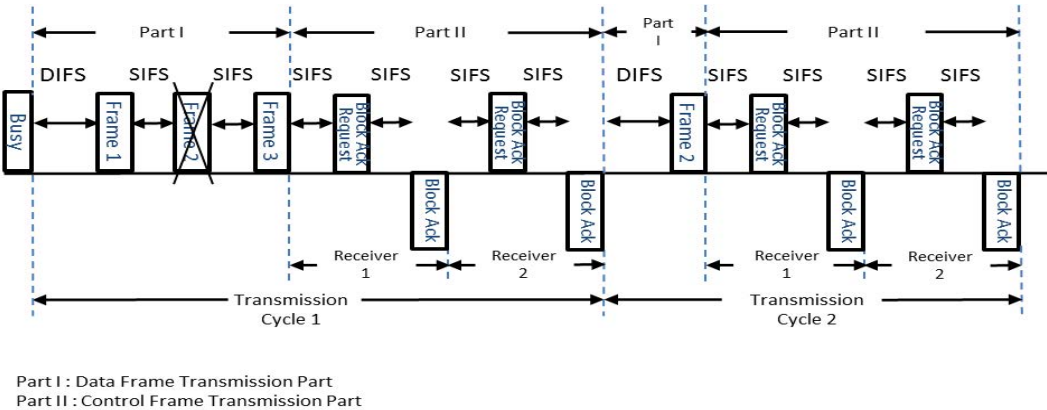 Part I Part II Part I Part II
DIFS SIFS SIFS SIFS SIFS SIFS SIFS DIFS SIFS SIFS SIFS SIFS
Busy
Frame 1
Frame 2
Frame 3
Block Ack Request
Block Ack
Block Ack Request
Block Ack
Frame 2
Block Ack Request
Block Ack
Block Ack Request
Block Ack
Receiver 1
Receiver 2
Receiver 1
Receiver 2
Transmission
Cycle 1
Transmission
Cycle 2
Part I : Data Frame Transmission Part
Part II : Control Frame Transmission Part